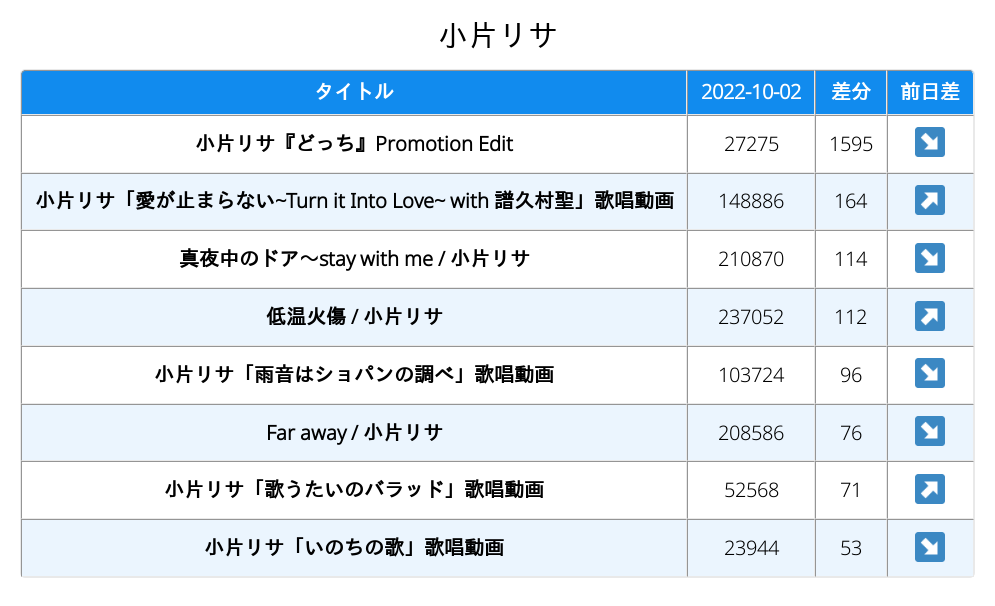 小片リサ
タイトル 2022-10-02 差分 前日差
小片リサ『どっち』Promotion Edit 27275 1595 ↘
小片リサ「愛が止まらない~Turn it Into Love~ with 譜久村聖」歌唱動画 148886 164 ↗
真夜中のドア〜stay with me / 小片リサ 210870 114 ↘
低温火傷 / 小片リサ 237052 112 ↗
小片リサ「雨音はショパンの調べ」歌唱動画 103724 96 ↘
Far away / 小片リサ 208586 76 ↘
小片リサ「歌うたいのバラッド」歌唱動画 52568 71 ↗
小片リサ「いのちの歌」歌唱動画 23944 53 ↘